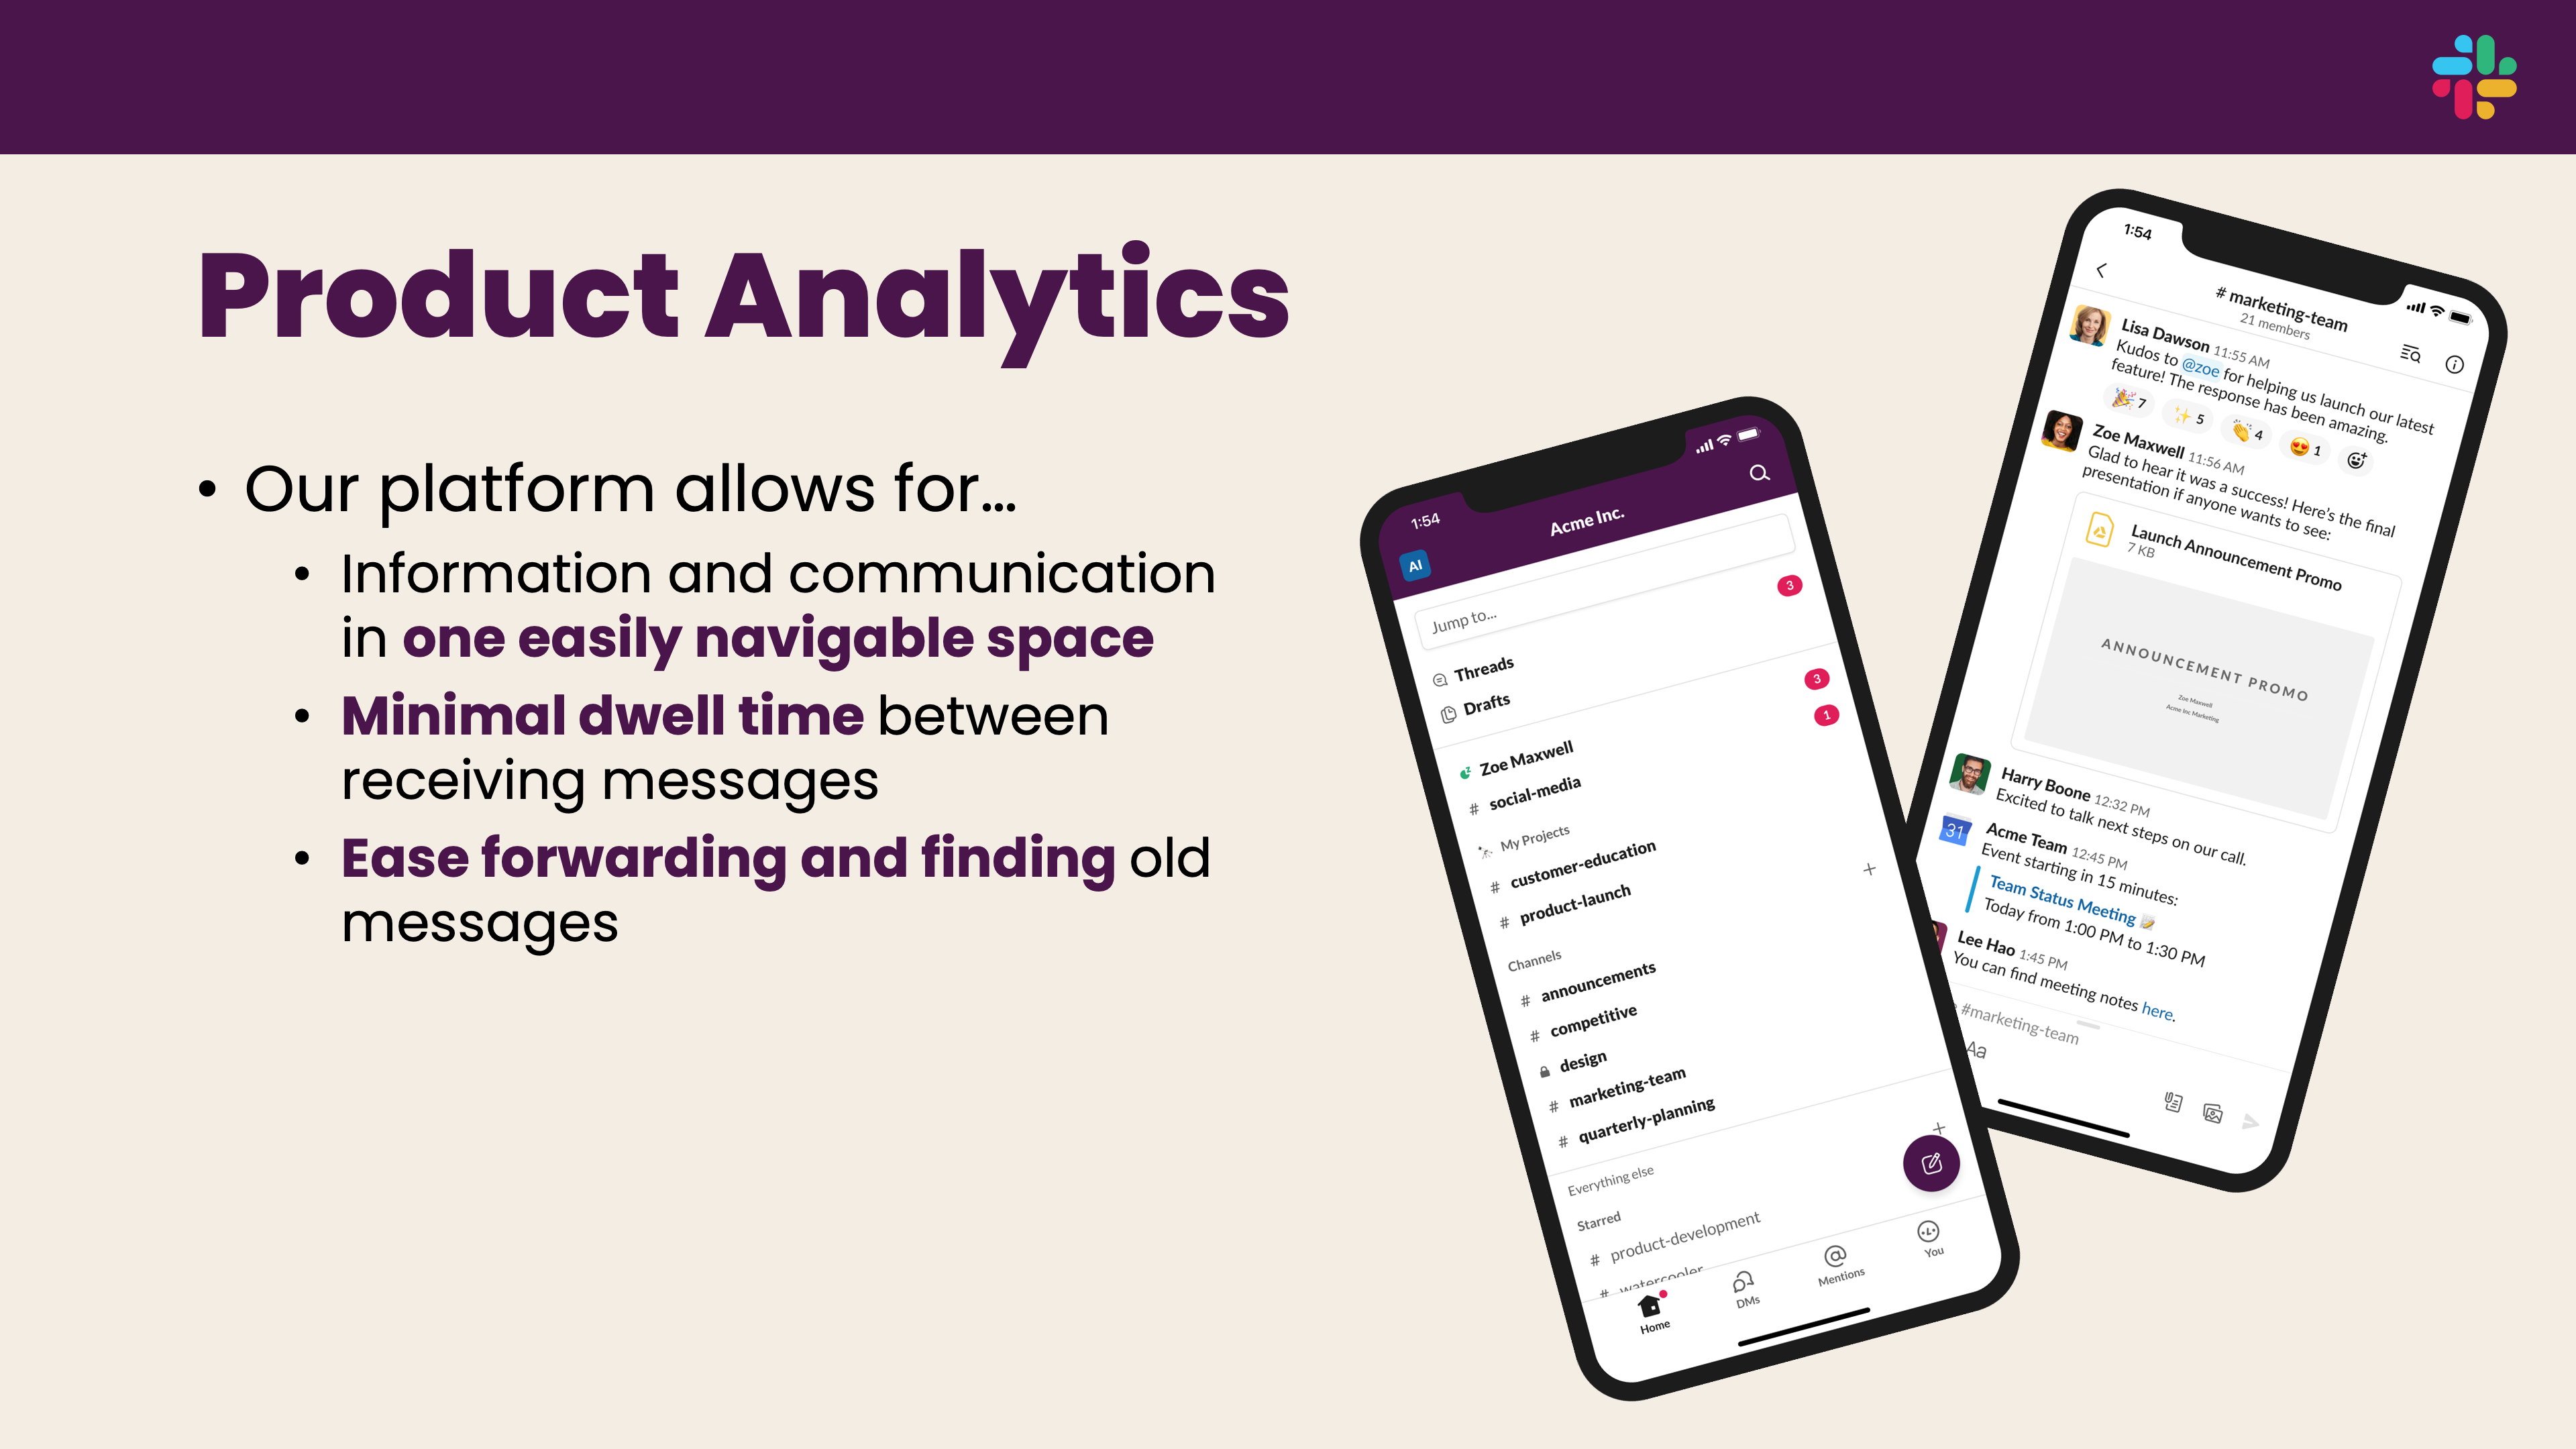 Product Analytics
• Our platform allows for...
• Information and communication
in one easily navigable space
• Minimal dwell time between
receiving messages
• Ease forwarding and finding old
messages
1:54
AI
Acme Inc.
Jump to...
3
Threads
Drafts
3
Zoe Maxwell
1
# social-media
My Projects
# customer-education
# product-launch
Channels
# announcements
# competitive
design
# marketing-team
# quarterly-planning
Everything else
Starred
# product-development
# watercooler
Home
DMs
Mentions
You
1:54
# marketing-team
21 members
Lisa Dawson 11:55 AM
Kudos to @zoe for helping us launch our latest
feature! The response has been amazing.
7 5 4 1
Zoe Maxwell 11:56 AM
Glad to hear it was a success! Here's the final
presentation if anyone wants to see:
Launch Announcement Promo
7 KB
ANNOUNCEMENT PROMO
Zoe Maxwell
Acme Inc Marketing
Harry Boone 12:32 PM
Excited to talk next steps on our call.
31
Acme Team 12:45 PM
Event starting in 15 minutes:
Team Status Meeting
Today from 1:00 PM to 1:30 PM
Lee Hao 1:45 PM
You can find meeting notes here.
#marketing-team
Aa